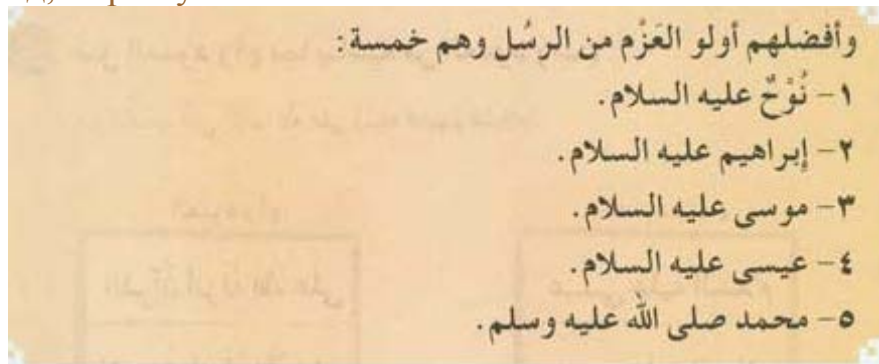 وأفضلهم أولو العَزْم من الرسُل وهم خمسة:
١- نُوْحٌ عليه السلام.
٢- إبراهيم عليه السلام.
٣- موسى عليه السلام.
٤- عيسى عليه السلام.
٥- محمد صلى الله عليه وسلم.